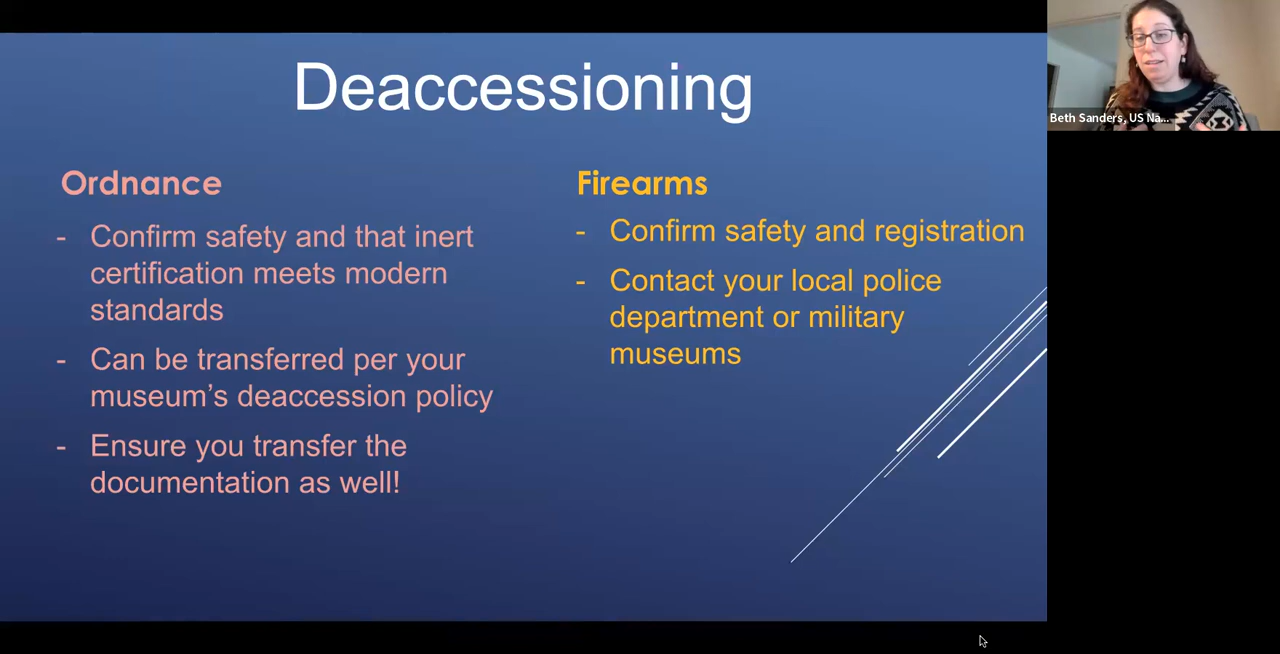 Deaccessioning
Ordnance
- Confirm safety and that inert
certification meets modern
standards
- Can be transferred per your
museum's deaccession policy
- Ensure you transfer the
documentation as well!
Firearms
- Confirm safety and registration
- Contact your local police
department or military
museums
Beth Sanders, US Na...